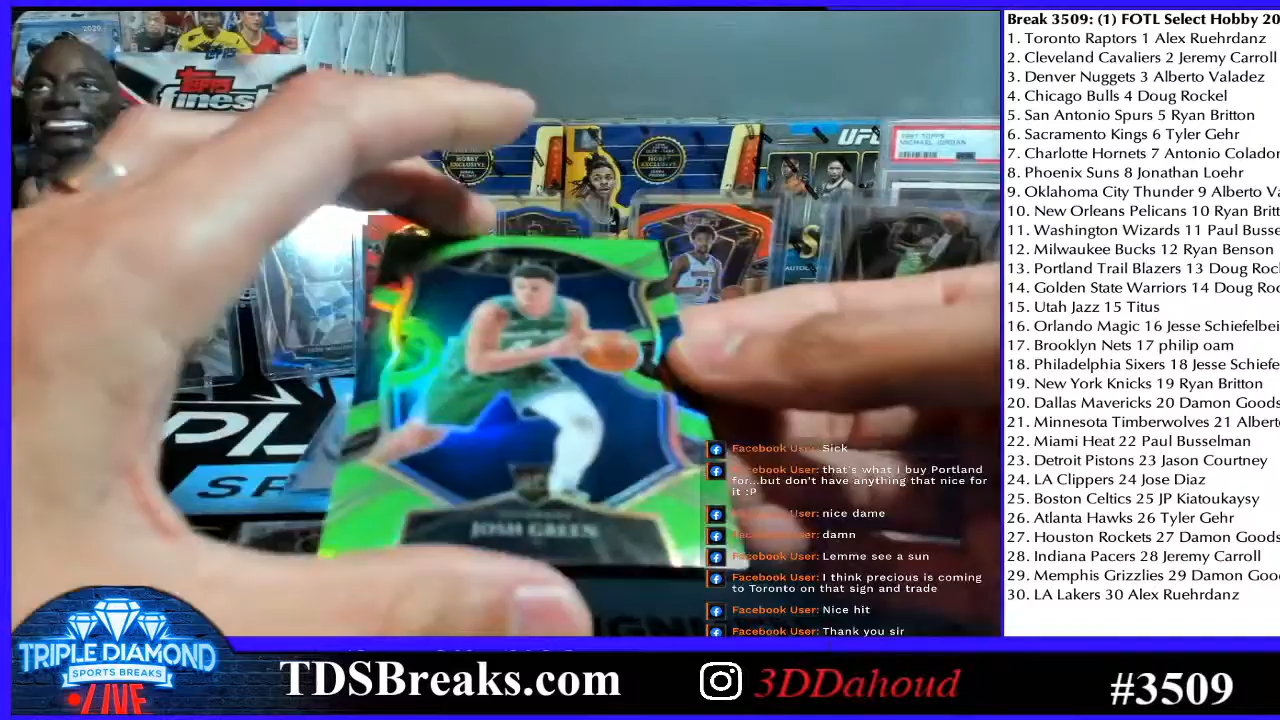 Break 3509: (1) FOTL Select Hobby 20
1. Toronto Raptors 1 Alex Ruehrdanz
2. Cleveland Cavaliers 2 Jeremy Carroll
3. Denver Nuggets 3 Alberto Valadez
4. Chicago Bulls 4 Doug Rockel
5. San Antonio Spurs 5 Ryan Britton
6. Sacramento Kings 6 Tyler Gehr
7. Charlotte Hornets 7 Antonio Colador
8. Phoenix Suns 8 Jonathan Loehr
9. Oklahoma City Thunder 9 Alberto Va
10. New Orleans Pelicans 10 Ryan Britt
11. Washington Wizards 11 Paul Busse
12. Milwaukee Bucks 12 Ryan Benson
13. Portland Trail Blazers 13 Doug Roc
14. Golden State Warriors 14 Doug Roc
15. Utah Jazz 15 Titus
16. Orlando Magic 16 Jesse Schiefelbei
17. Brooklyn Nets 17 philip oam
18. Philadelphia Sixers 18 Jesse Schiefe
19. New York Knicks 19 Ryan Britton
20. Dallas Mavericks 20 Damon Goods
21. Minnesota Timberwolves 21 Albert
22. Miami Heat 22 Paul Busselman
23. Detroit Pistons 23 Jason Courtney
24. LA Clippers 24 Jose Diaz
25. Boston Celtics 25 JP Kiatoukaysy
26. Atlanta Hawks 26 Tyler Gehr
27. Houston Rockets 27 Damon Goods
28. Indiana Pacers 28 Jeremy Carroll
29. Memphis Grizzlies 29 Damon Goo
30. LA Lakers 30 Alex Ruehrdanz
2020
TOPPS
finest
HOBBY EXCLUSIVE
HOBBY EXCLUSIVE
UFC
MICHAEL JORDAN
JOSH GREEN
Facebook User: Sick
Facebook User: that's what I buy Portland
for...but don't have anything that nice for
it :P
Facebook User: nice dame
Facebook User: damn
Facebook User: Lemme see a sun
Facebook User: I think precious is coming
to Toronto on that sign and trade
Facebook User: Nice hit
Facebook User: Thank you sir
TRIPLE DIAMOND
SPORTS BREAKS
LIVE
TDSBreaks.com
3DDahoud
#3509